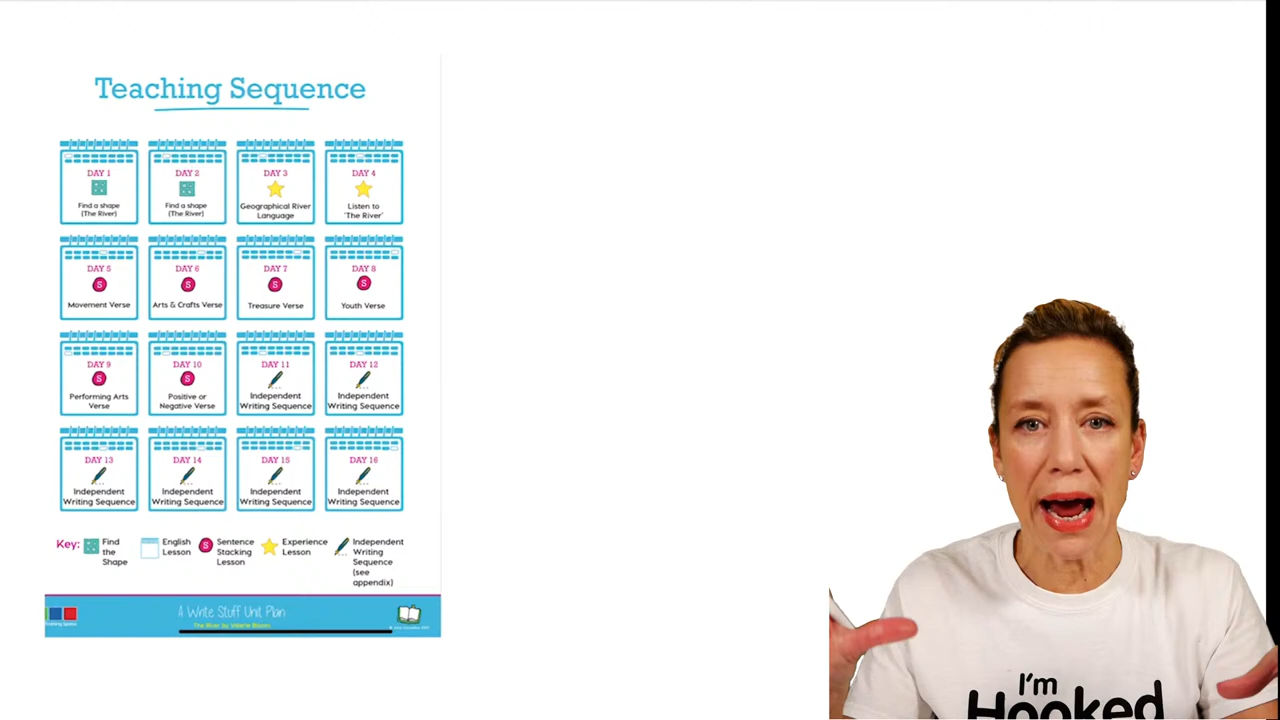 Teaching Sequence
DAY 1
Find a shape
(The River)
DAY 2
Find a shape
(The River)
DAY 3
Geographical River
Language
DAY 4
Listen to
'The River'
DAY 5
S
Movement Verse
DAY 6
S
Arts & Crafts Verse
DAY 7
S
Treasure Verse
DAY 8
S
Youth Verse
DAY 9
S
Performing Arts
Verse
DAY 10
S
Positive or
Negative Verse
DAY 11
Independent
Writing Sequence
DAY 12
Independent
Writing Sequence
DAY 13
Independent
Writing Sequence
DAY 14
Independent
Writing Sequence
DAY 15
Independent
Writing Sequence
DAY 16
Independent
Writing Sequence
Key:
Find
the
Shape
English
Lesson
S
Sentence
Stacking
Lesson
Experience
Lesson
Independent
Writing
Sequence
(see
appendix)
A Write Stuff Unit Plan
The River by Valerie Bloom
I'm
Hooked